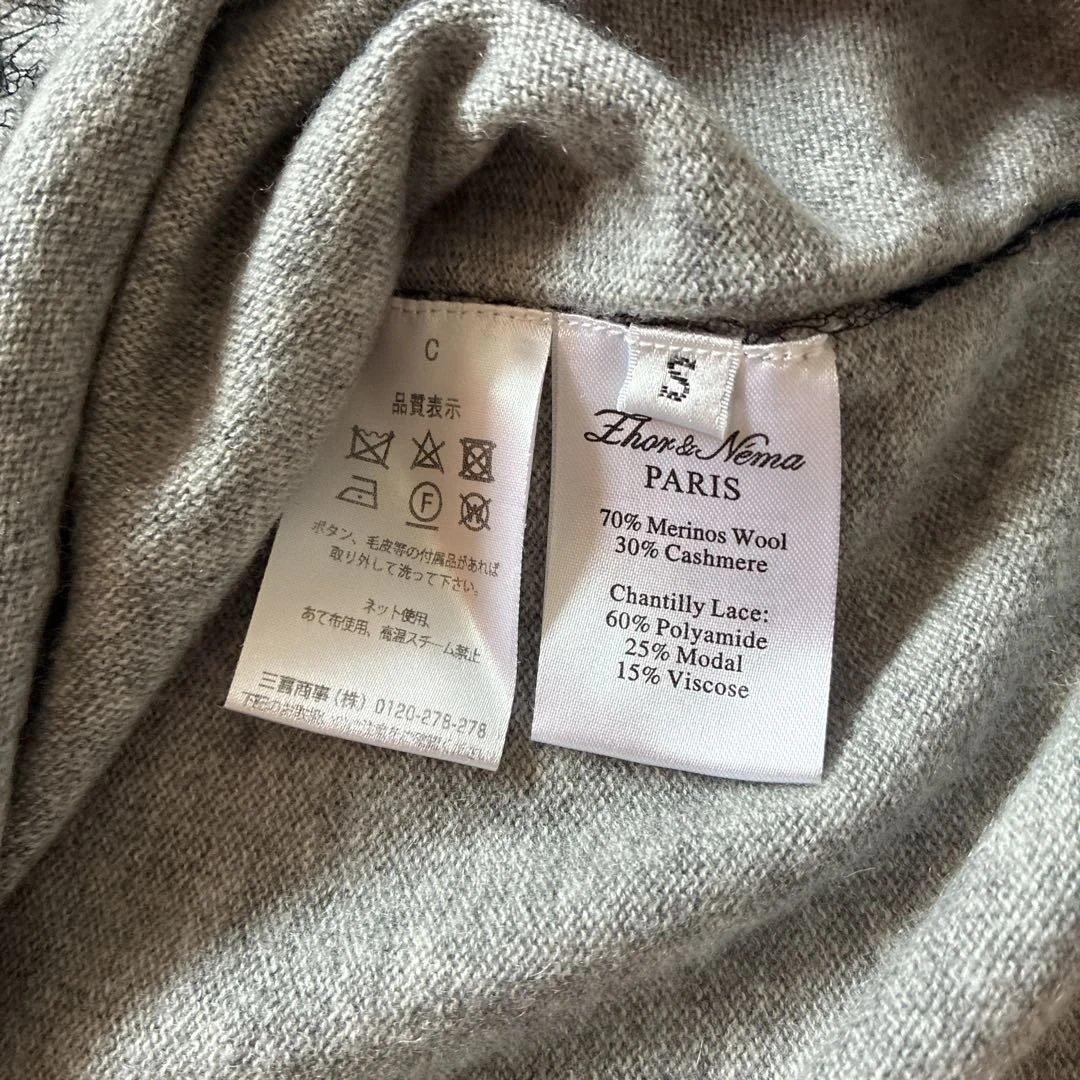 C
品質表示
F
W
ボタン、毛皮等の付属品があれば
取り外して洗って下さい。
ネット使用、
あて布使用、高温スチーム禁止
三喜商事(株) 0120-278-278
S
Zhor & Néma
PARIS
70% Merinos Wool
30% Cashmere
Chantilly Lace:
60% Polyamide
25% Modal
15% Viscose